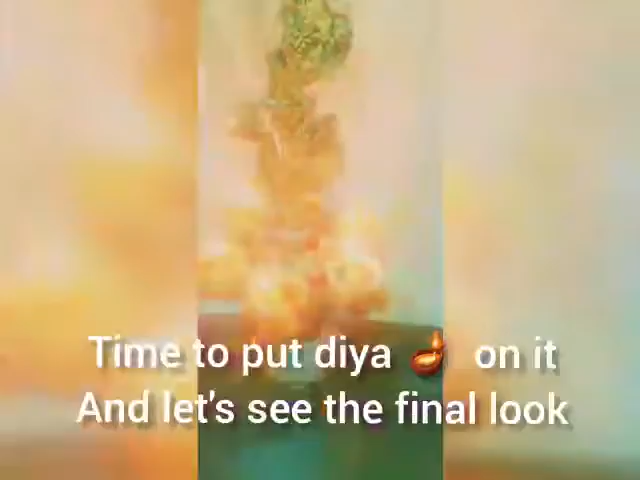 Time to put diya 🪔 on it
And let's see the final look